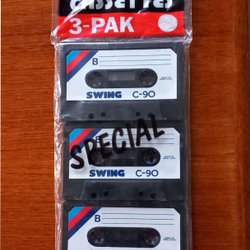 CASSETTES
3-PAK
B
SWING C-90
SPECIAL
B
SWING C-90
B